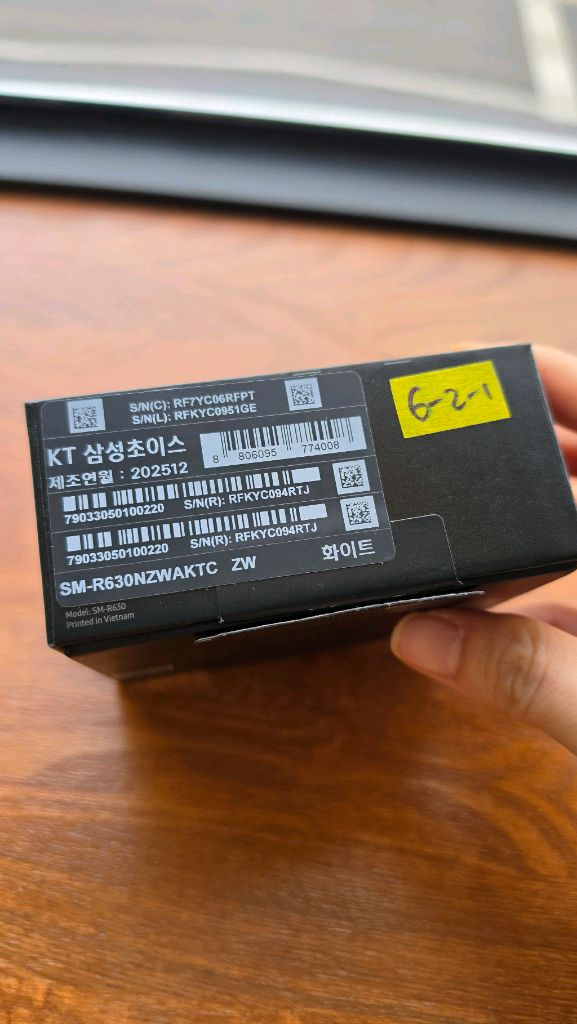 S/N(C): RF7YC06RFPT
S/N(L): RFKYC0951GE
KT 삼성초이스
8 806095 774008
제조연월 : 202512
79033050100220 S/N(R): RFKYC094RTJ
79033050100220 S/N(R): RFKYC094RTJ
SM-R630NZWAKTC ZW 화이트
Model: SM-R630
Printed in Vietnam
6-2-1